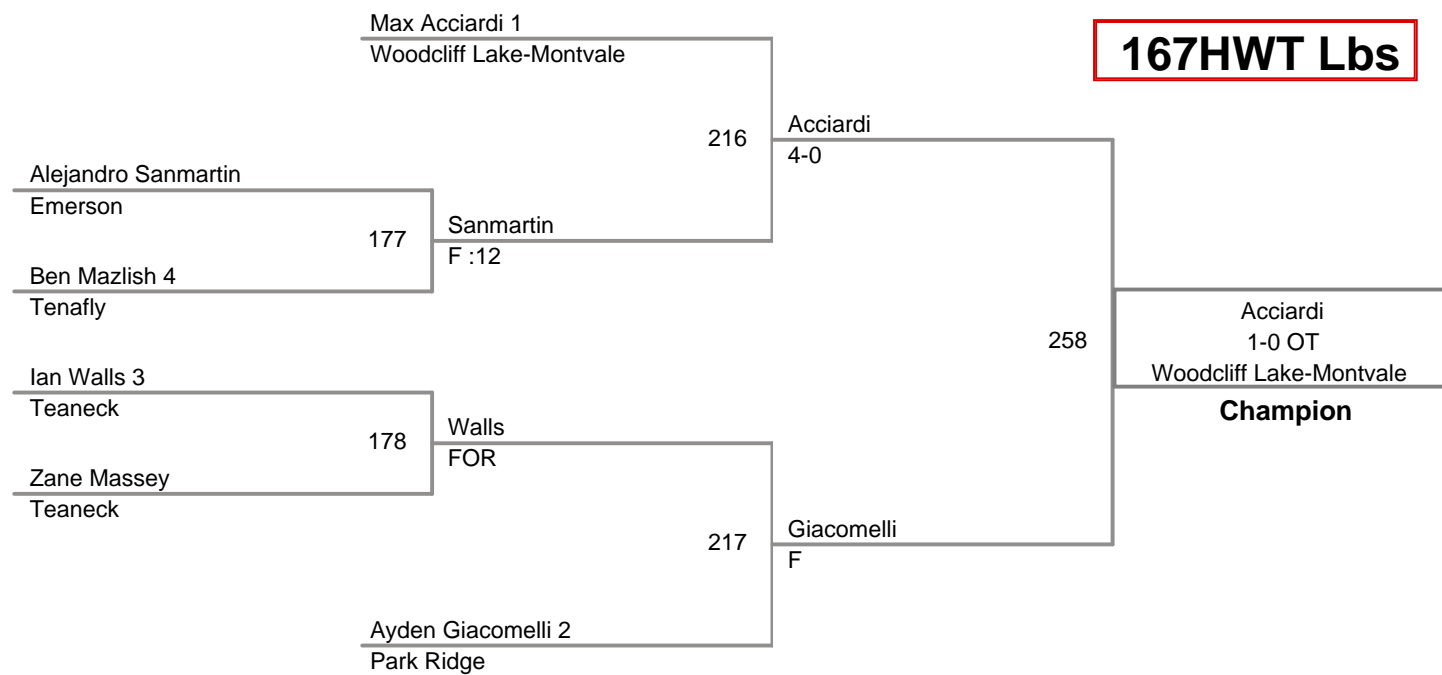 Max Acciardi 1
Woodcliff Lake-Montvale
167HWT Lbs
216
Acciardi
4-0
Alejandro Sanmartin
Emerson
177
Sanmartin
F :12
Ben Mazlish 4
Tenafly
258
Acciardi
1-0 OT
Woodcliff Lake-Montvale
Champion
Ian Walls 3
Teaneck
178
Walls
FOR
Zane Massey
Teaneck
217
Giacomelli
F
Ayden Giacomelli 2
Park Ridge